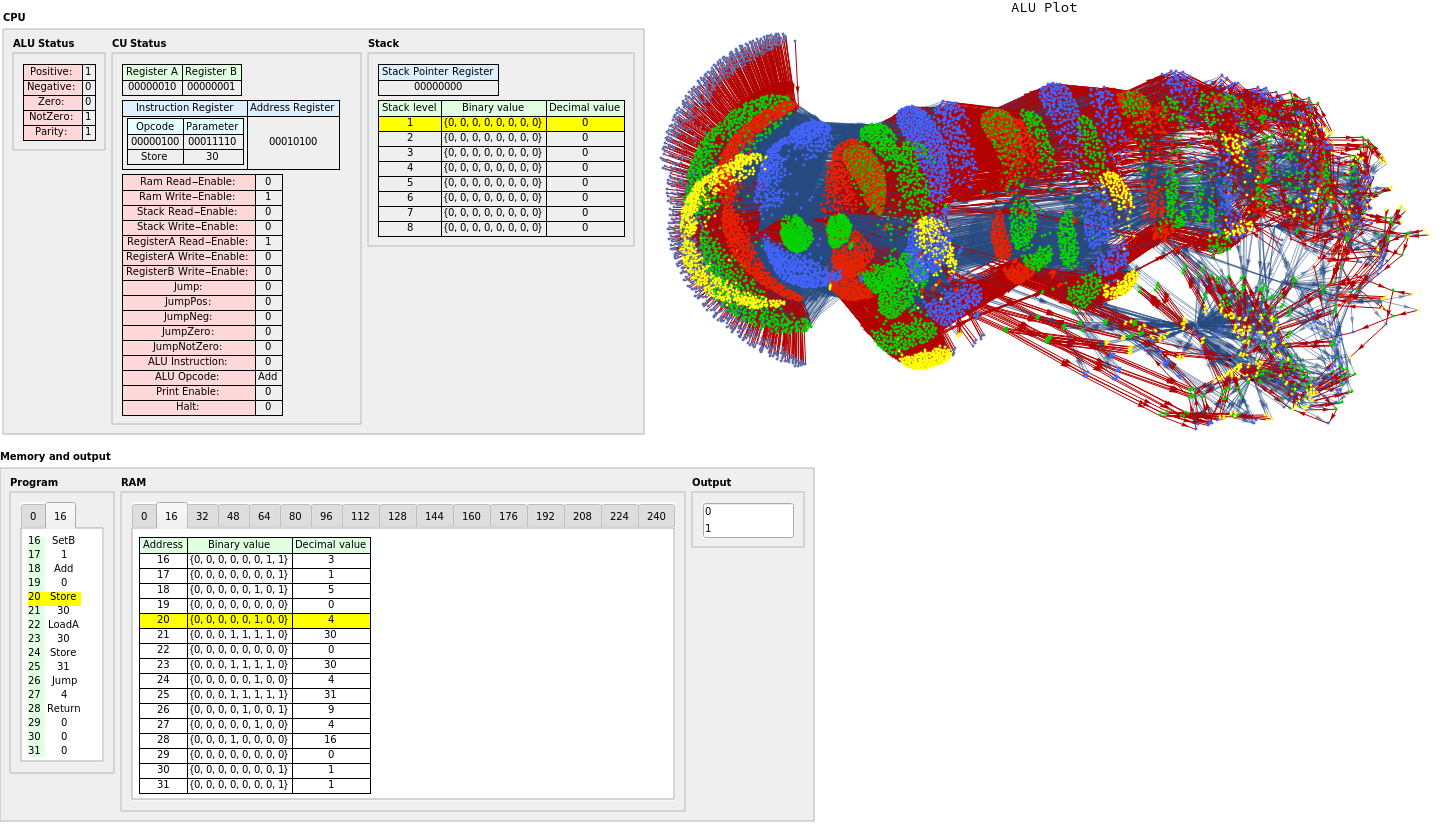 ALU Plot
CPU
ALU Status
Positive: 1
Negative: 0
Zero: 0
NotZero: 1
Parity: 1
CU Status
Register A Register B
00000010 00000001
Instruction Register Address Register
Opcode Parameter
00000100 00011110 00010100
Store 30
Ram Read–Enable: 0
Ram Write–Enable: 1
Stack Read–Enable: 0
Stack Write–Enable: 0
RegisterA Read–Enable: 1
RegisterA Write–Enable: 0
RegisterB Write–Enable: 0
Jump: 0
JumpPos: 0
JumpNeg: 0
JumpZero: 0
JumpNotZero: 0
ALU Instruction: 0
ALU Opcode: Add
Print Enable: 0
Halt: 0
Stack
Stack Pointer Register
00000000
Stack level Binary value Decimal value
1 {0, 0, 0, 0, 0, 0, 0, 0} 0
2 {0, 0, 0, 0, 0, 0, 0, 0} 0
3 {0, 0, 0, 0, 0, 0, 0, 0} 0
4 {0, 0, 0, 0, 0, 0, 0, 0} 0
5 {0, 0, 0, 0, 0, 0, 0, 0} 0
6 {0, 0, 0, 0, 0, 0, 0, 0} 0
7 {0, 0, 0, 0, 0, 0, 0, 0} 0
8 {0, 0, 0, 0, 0, 0, 0, 0} 0
Memory and output
Program
0 16
16 SetB
17 1
18 Add
19 0
20 Store
21 30
22 LoadA
23 30
24 Store
25 31
26 Jump
27 4
28 Return
29 0
30 0
31 0
RAM
0 16 32 48 64 80 96 112 128 144 160 176 192 208 224 240
Address Binary value Decimal value
16 {0, 0, 0, 0, 0, 0, 1, 1} 3
17 {0, 0, 0, 0, 0, 0, 0, 1} 1
18 {0, 0, 0, 0, 0, 1, 0, 1} 5
19 {0, 0, 0, 0, 0, 0, 0, 0} 0
20 {0, 0, 0, 0, 0, 1, 0, 0} 4
21 {0, 0, 0, 1, 1, 1, 1, 0} 30
22 {0, 0, 0, 0, 0, 0, 0, 0} 0
23 {0, 0, 0, 1, 1, 1, 1, 0} 30
24 {0, 0, 0, 0, 0, 1, 0, 0} 4
25 {0, 0, 0, 1, 1, 1, 1, 1} 31
26 {0, 0, 0, 0, 1, 0, 0, 1} 9
27 {0, 0, 0, 0, 0, 1, 0, 0} 4
28 {0, 0, 0, 1, 0, 0, 0, 0} 16
29 {0, 0, 0, 0, 0, 0, 0, 0} 0
30 {0, 0, 0, 0, 0, 0, 0, 1} 1
31 {0, 0, 0, 0, 0, 0, 0, 1} 1
Output
0
1